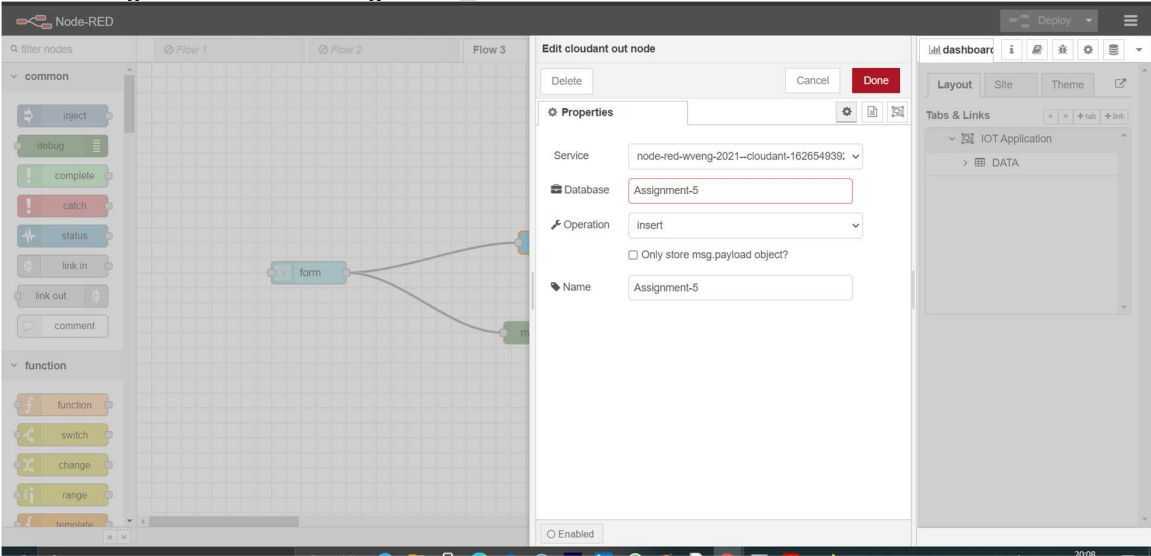 Node-RED
Deploy
filter nodes
Flow 1
Flow 2
Flow 3
Edit cloudant out node
dashboard
common
Delete
Cancel
Done
Layout
Site
Theme
Properties
Tabs & Links
tab
link
inject
IOT Application
debug
Service
node-red-wveng-2021--cloudant-162654939
DATA
complete
Database
Assignment-5
catch
Operation
insert
status
Only store msg.payload object?
link in
form
Name
Assignment-5
link out
comment
m
function
function
switch
change
range
template
Enabled
20:08